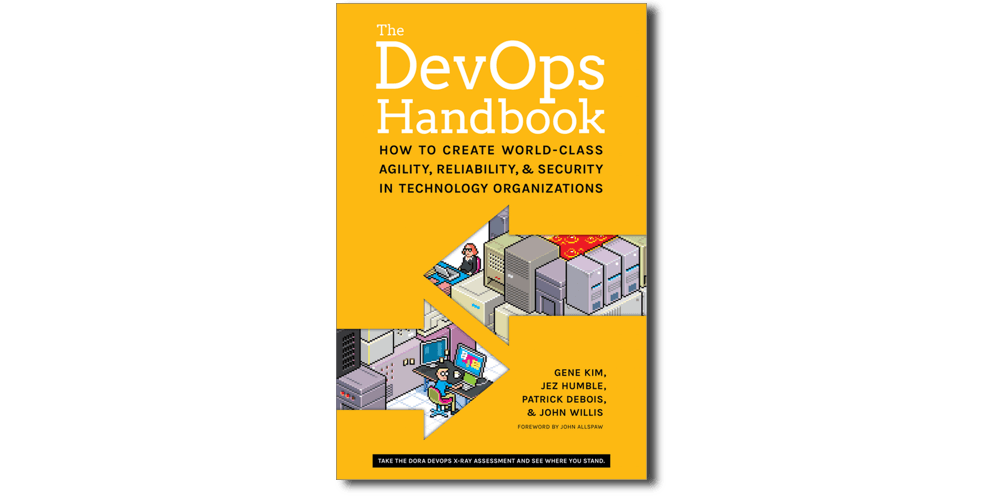 The
DevOps
Handbook
HOW TO CREATE WORLD-CLASS
AGILITY, RELIABILITY, & SECURITY
IN TECHNOLOGY ORGANIZATIONS
GENE KIM,
JEZ HUMBLE,
PATRICK DEBOIS,
& JOHN WILLIS
FOREWORD BY JOHN ALLSPAW
TAKE THE DORA DEVOPS X-RAY ASSESSMENT AND SEE WHERE YOU STAND.